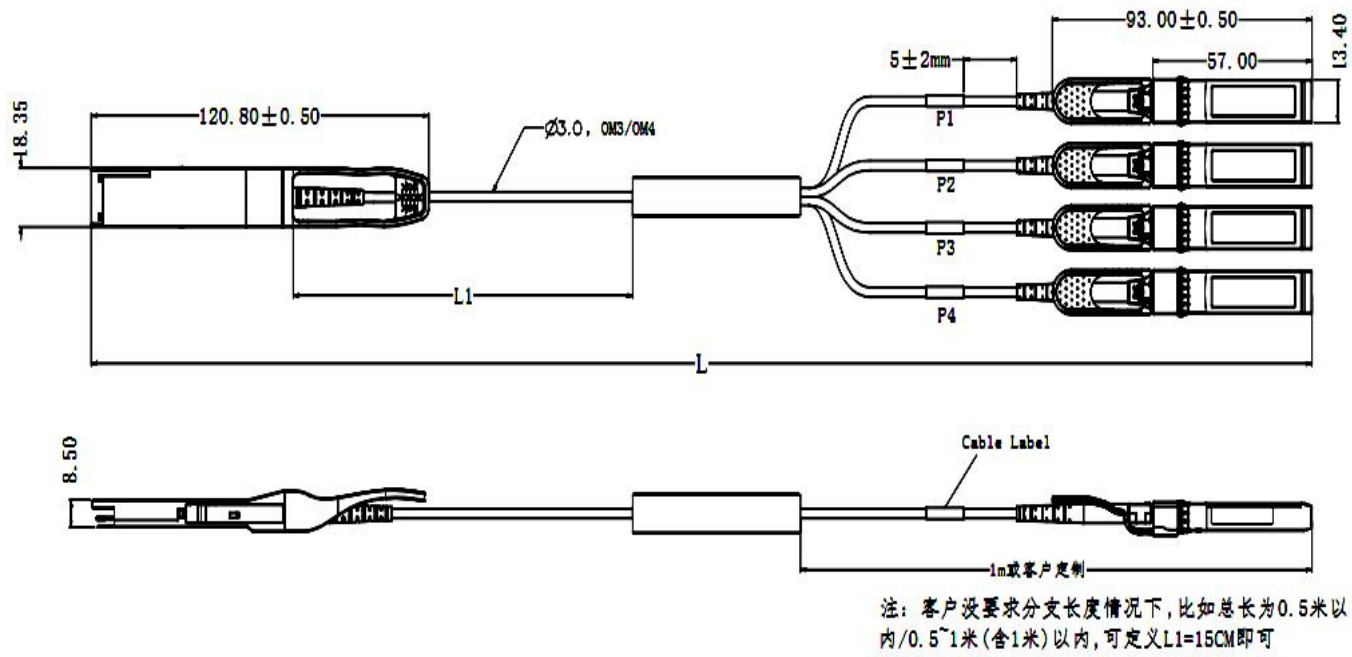 93.00±0.50
13.40
5±2mm
57.00
120.80±0.50
18.35
Ø3.0, OM3/OM4
P1
P2
P3
P4
L1
L
8.50
Cable Label
1m或客户定制
注: 客户没要求分支长度情况下,比如总长为0.5米以
内/0.5~1米(含1米)以内,可定义L1=15CM即可